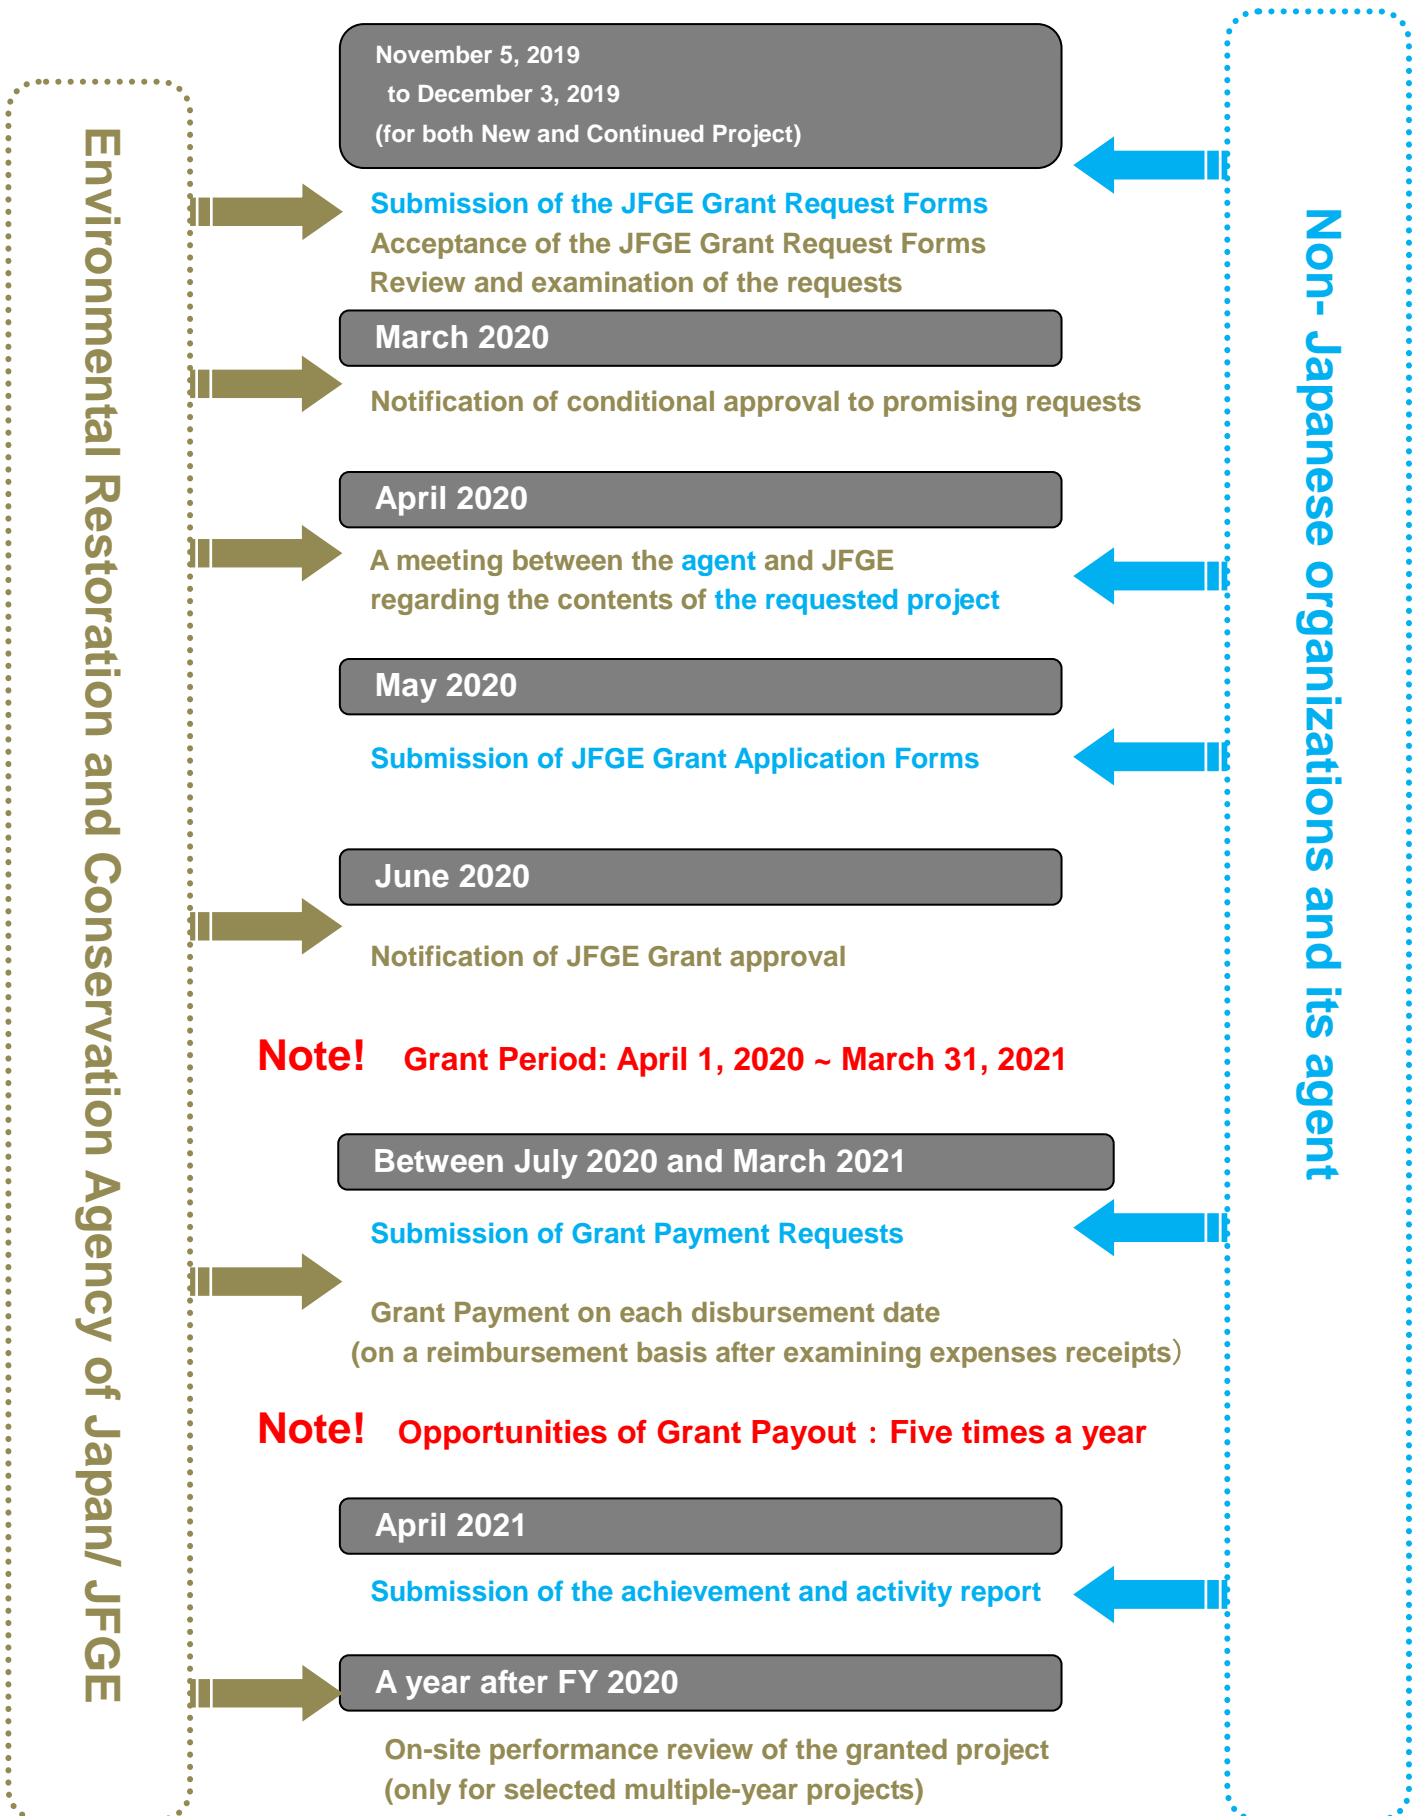 Environmental Restoration and Conservation Agency of Japan/ JFGE
November 5, 2019
to December 3, 2019
(for both New and Continued Project)
Submission of the JFGE Grant Request Forms
Acceptance of the JFGE Grant Request Forms
Review and examination of the requests
March 2020
Notification of conditional approval to promising requests
April 2020
A meeting between the agent and JFGE
regarding the contents of the requested project
May 2020
Submission of JFGE Grant Application Forms
June 2020
Notification of JFGE Grant approval
Note! Grant Period: April 1, 2020 ~ March 31, 2021
Between July 2020 and March 2021
Submission of Grant Payment Requests
Grant Payment on each disbursement date
(on a reimbursement basis after examining expenses receipts）
Note! Opportunities of Grant Payout：Five times a year
April 2021
Submission of the achievement and activity report
A year after FY 2020
On-site performance review of the granted project
(only for selected multiple-year projects)
Non- Japanese organizations and its agent